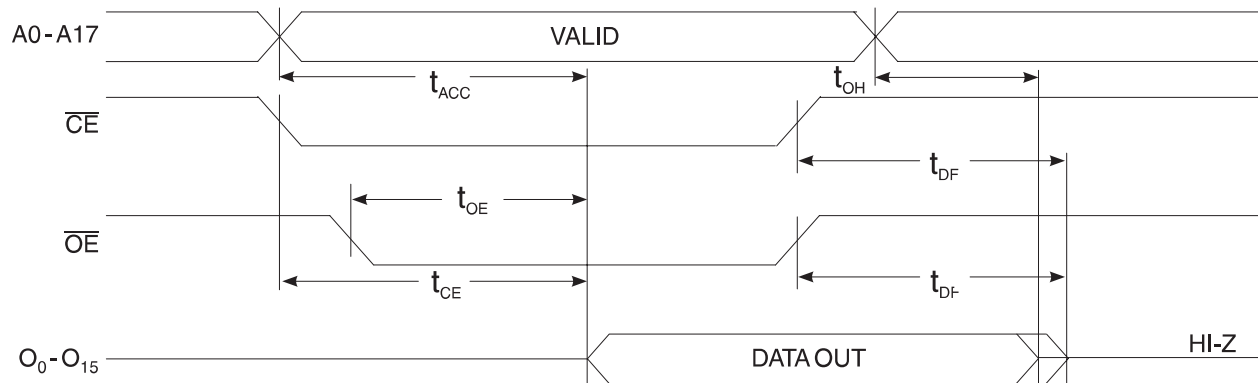 A0-A17
VALID
tACC
tOH
CE
tDF
tOE
OE
tCE
tDF
O0-O15
DATA OUT
HI-Z